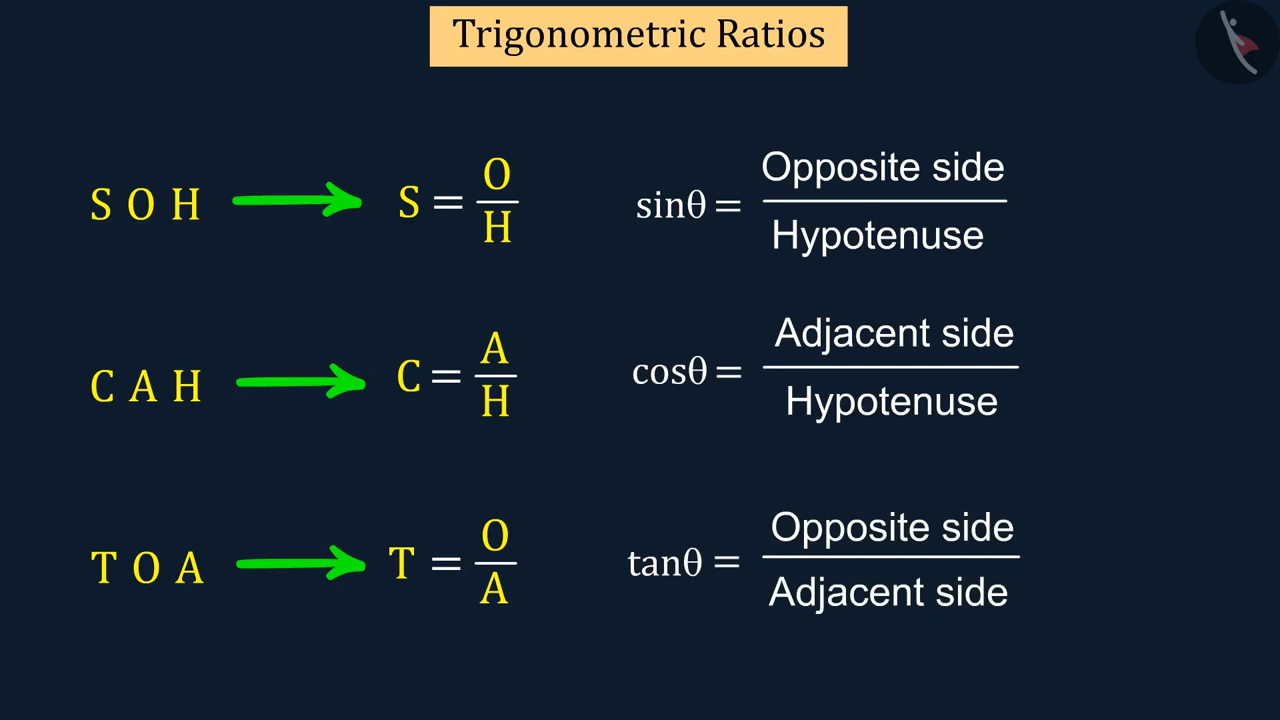 Trigonometric Ratios
S O H → S = O/H sinθ = Opposite side/Hypotenuse
C A H → C = A/H cosθ = Adjacent side/Hypotenuse
T O A → T = O/A tanθ = Opposite side/Adjacent side